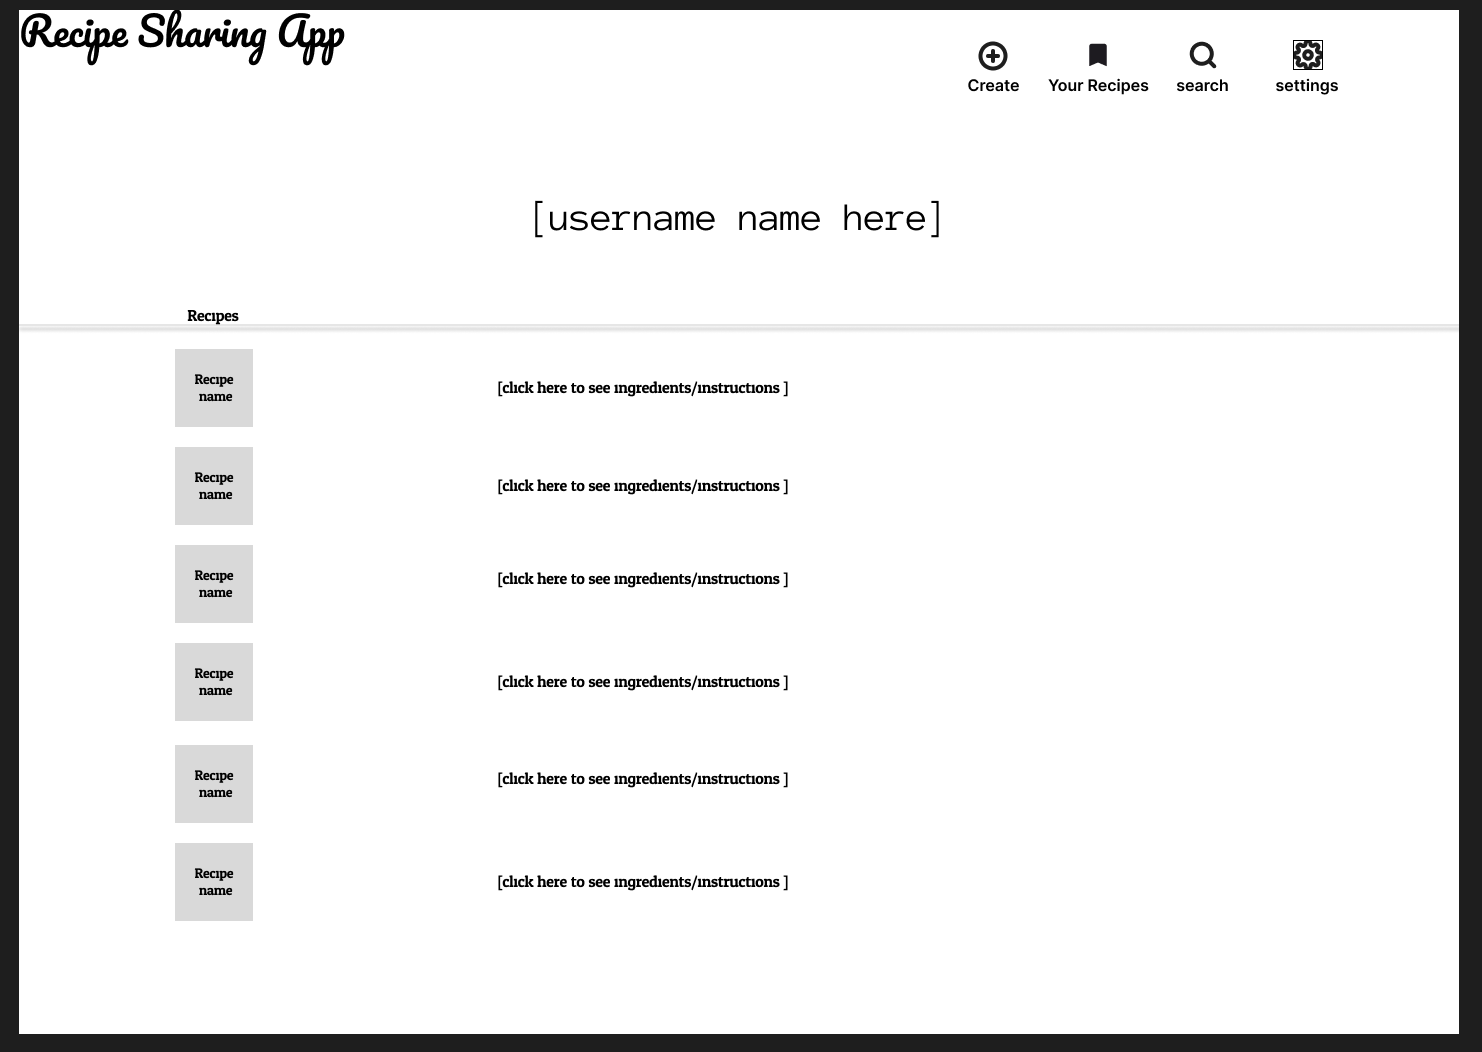 Recipe Sharing App
Create Your Recipes search settings
[username name here]
Recipes
Recipe
name
[click here to see ingredients/instructions ]
Recipe
name
[click here to see ingredients/instructions ]
Recipe
name
[click here to see ingredients/instructions ]
Recipe
name
[click here to see ingredients/instructions ]
Recipe
name
[click here to see ingredients/instructions ]
Recipe
name
[click here to see ingredients/instructions ]